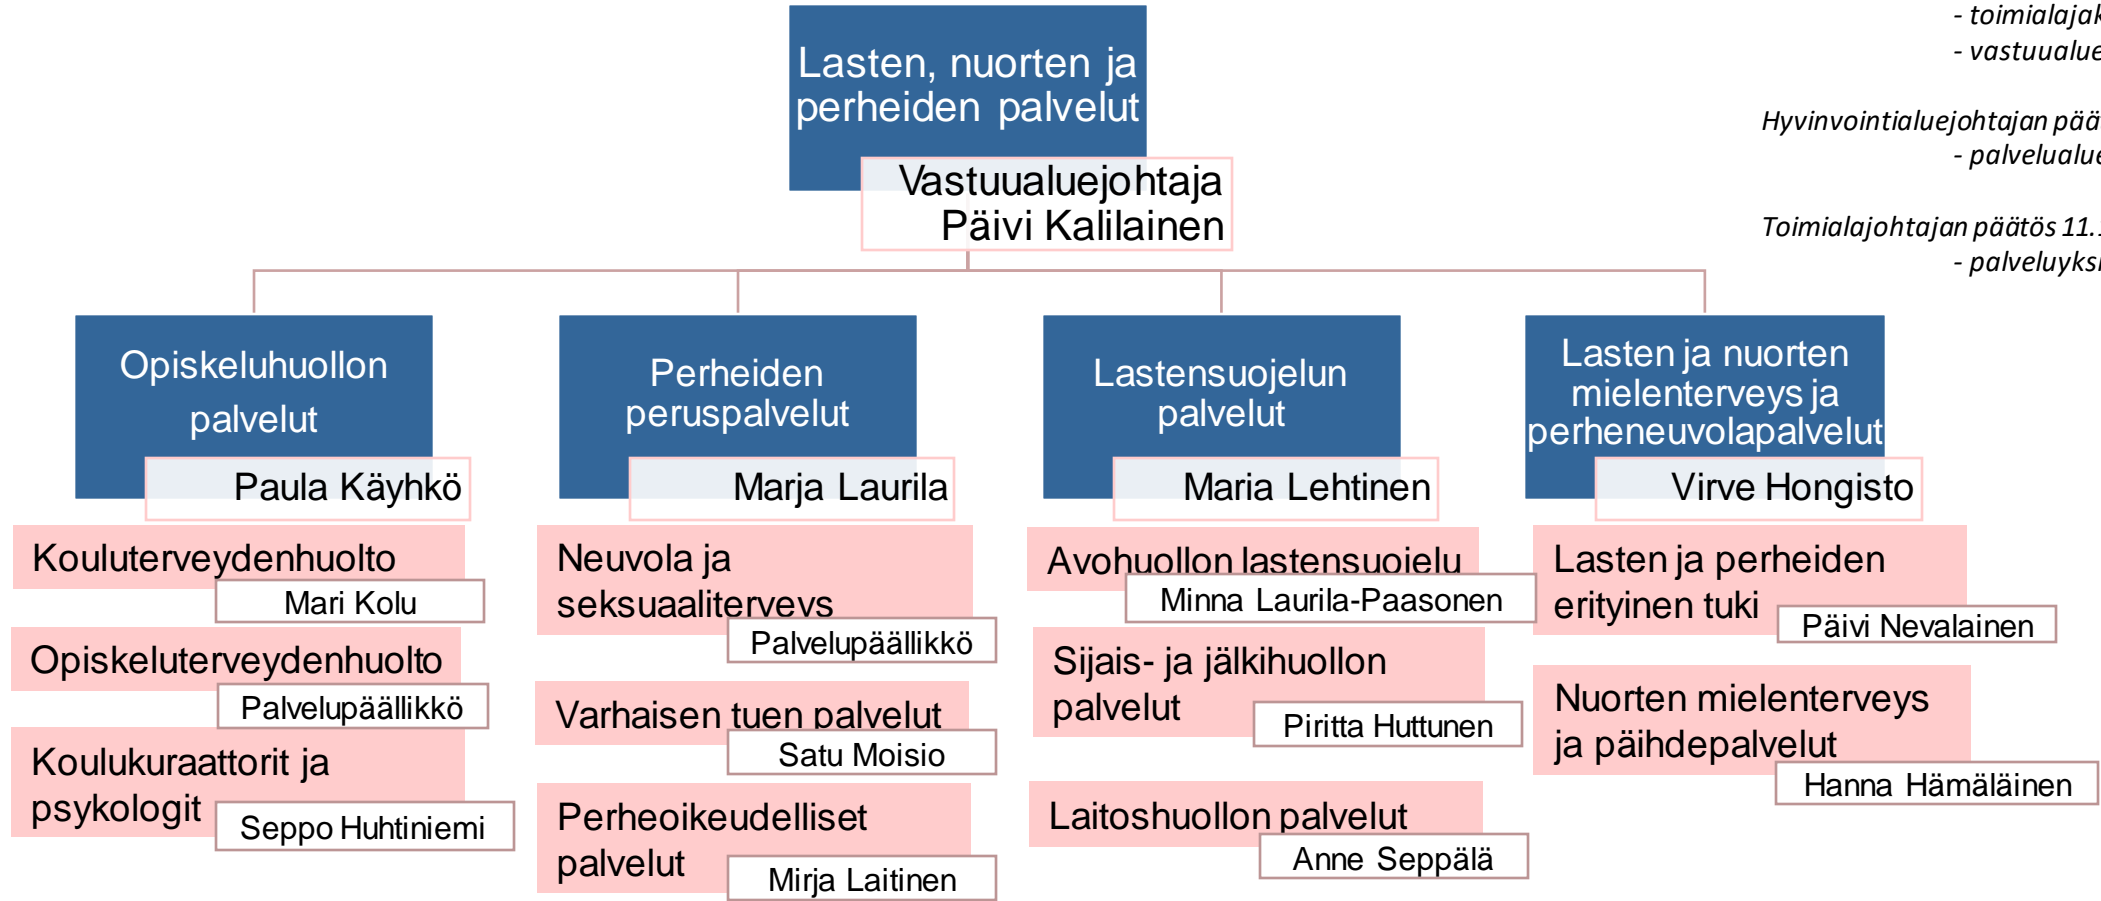 Lasten, nuorten ja
perheiden palvelut
Vastuualuejohtaja
Päivi Kalilainen
- toimialajak
- vastuualue
Hyvinvointialuejohtajan pää
- palvelualue
Toimialajohtajan päätös 11.
- palveluyks
Opiskeluhuollon
palvelut
Paula Käyhkö
Kouluterveydenhuolto
Mari Kolu
Opiskeluterveydenhuolto
Palvelupäällikkö
Koulukuraattorit ja
psykologit
Seppo Huhtiniemi
Perheiden
peruspalvelut
Marja Laurila
Neuvola ja
seksuaaliterveys
Palvelupäällikkö
Varhaisen tuen palvelut
Satu Moisio
Perheoikeudelliset
palvelut
Mirja Laitinen
Lastensuojelun
palvelut
Maria Lehtinen
Avohuollon lastensuojelu
Minna Laurila-Paasonen
Sijais- ja jälkihuollon
palvelut
Piritta Huttunen
Laitoshuollon palvelut
Anne Seppälä
Lasten ja nuorten
mielenterveys ja
perheneuvolapalvelut
Virve Hongisto
Lasten ja perheiden
erityinen tuki
Päivi Nevalainen
Nuorten mielenterveys
ja päihdepalvelut
Hanna Hämäläinen